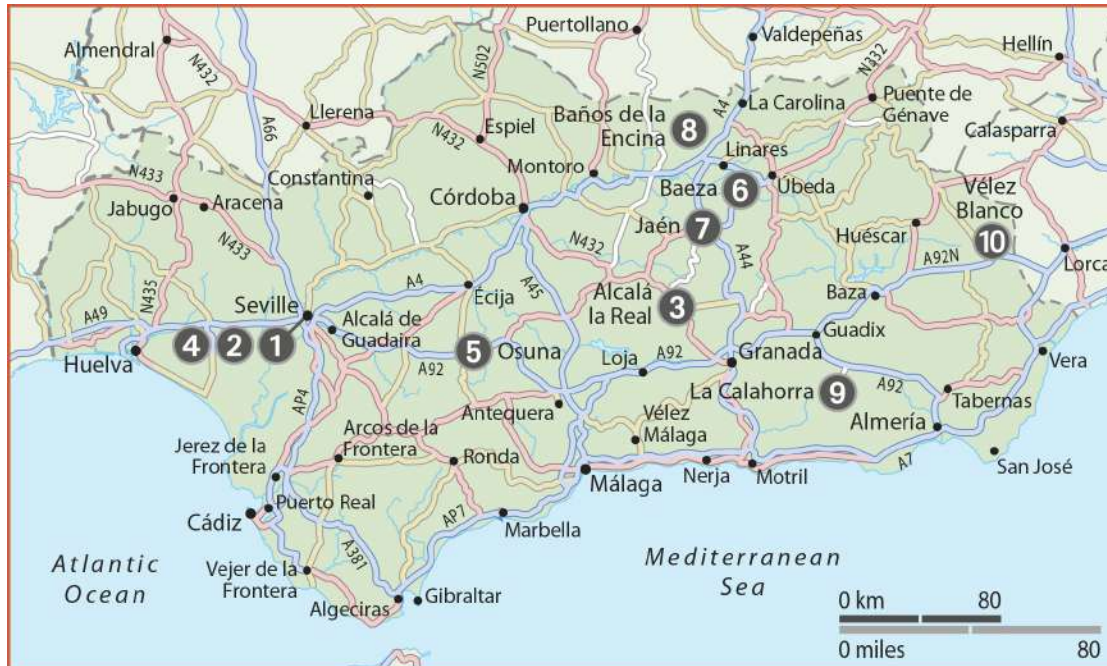 Puertollano
Almendral
Valdepeñas
Hellín
N432
N502
N332
A66
A4
La Carolina
Puente de
Génave
Llerena
Espiel
Baños de la
Encina
8
Calasparra
N432
Linares
Constantina
Montoro
N433
Baeza
6
Úbeda
Vélez
Blanco
Jabugo
Aracena
Córdoba
Jaén
7
10
N433
N432
Huéscar
A44
A92N
Lorca
N435
A4
Écija
A45
Alcalá
la Real
3
Baza
Seville
A49
Alcalá de
Guadaira
Guadix
4
2
1
5
Osuna
Loja
A92
Granada
Huelva
A92
Vera
La Calahorra
9
A92
AP4
Antequera
Tabernas
Vélez
Málaga
Almería
Arcos de la
Frontera
Jerez de la
Frontera
Ronda
Nerja
Motril
A7
San José
Málaga
Puerto Real
Cádiz
AP7
Marbella
A381
Atlantic
Ocean
Mediterranean
Sea
Vejer de la
Frontera
Algeciras
Gibraltar
0 km
80
0 miles
80